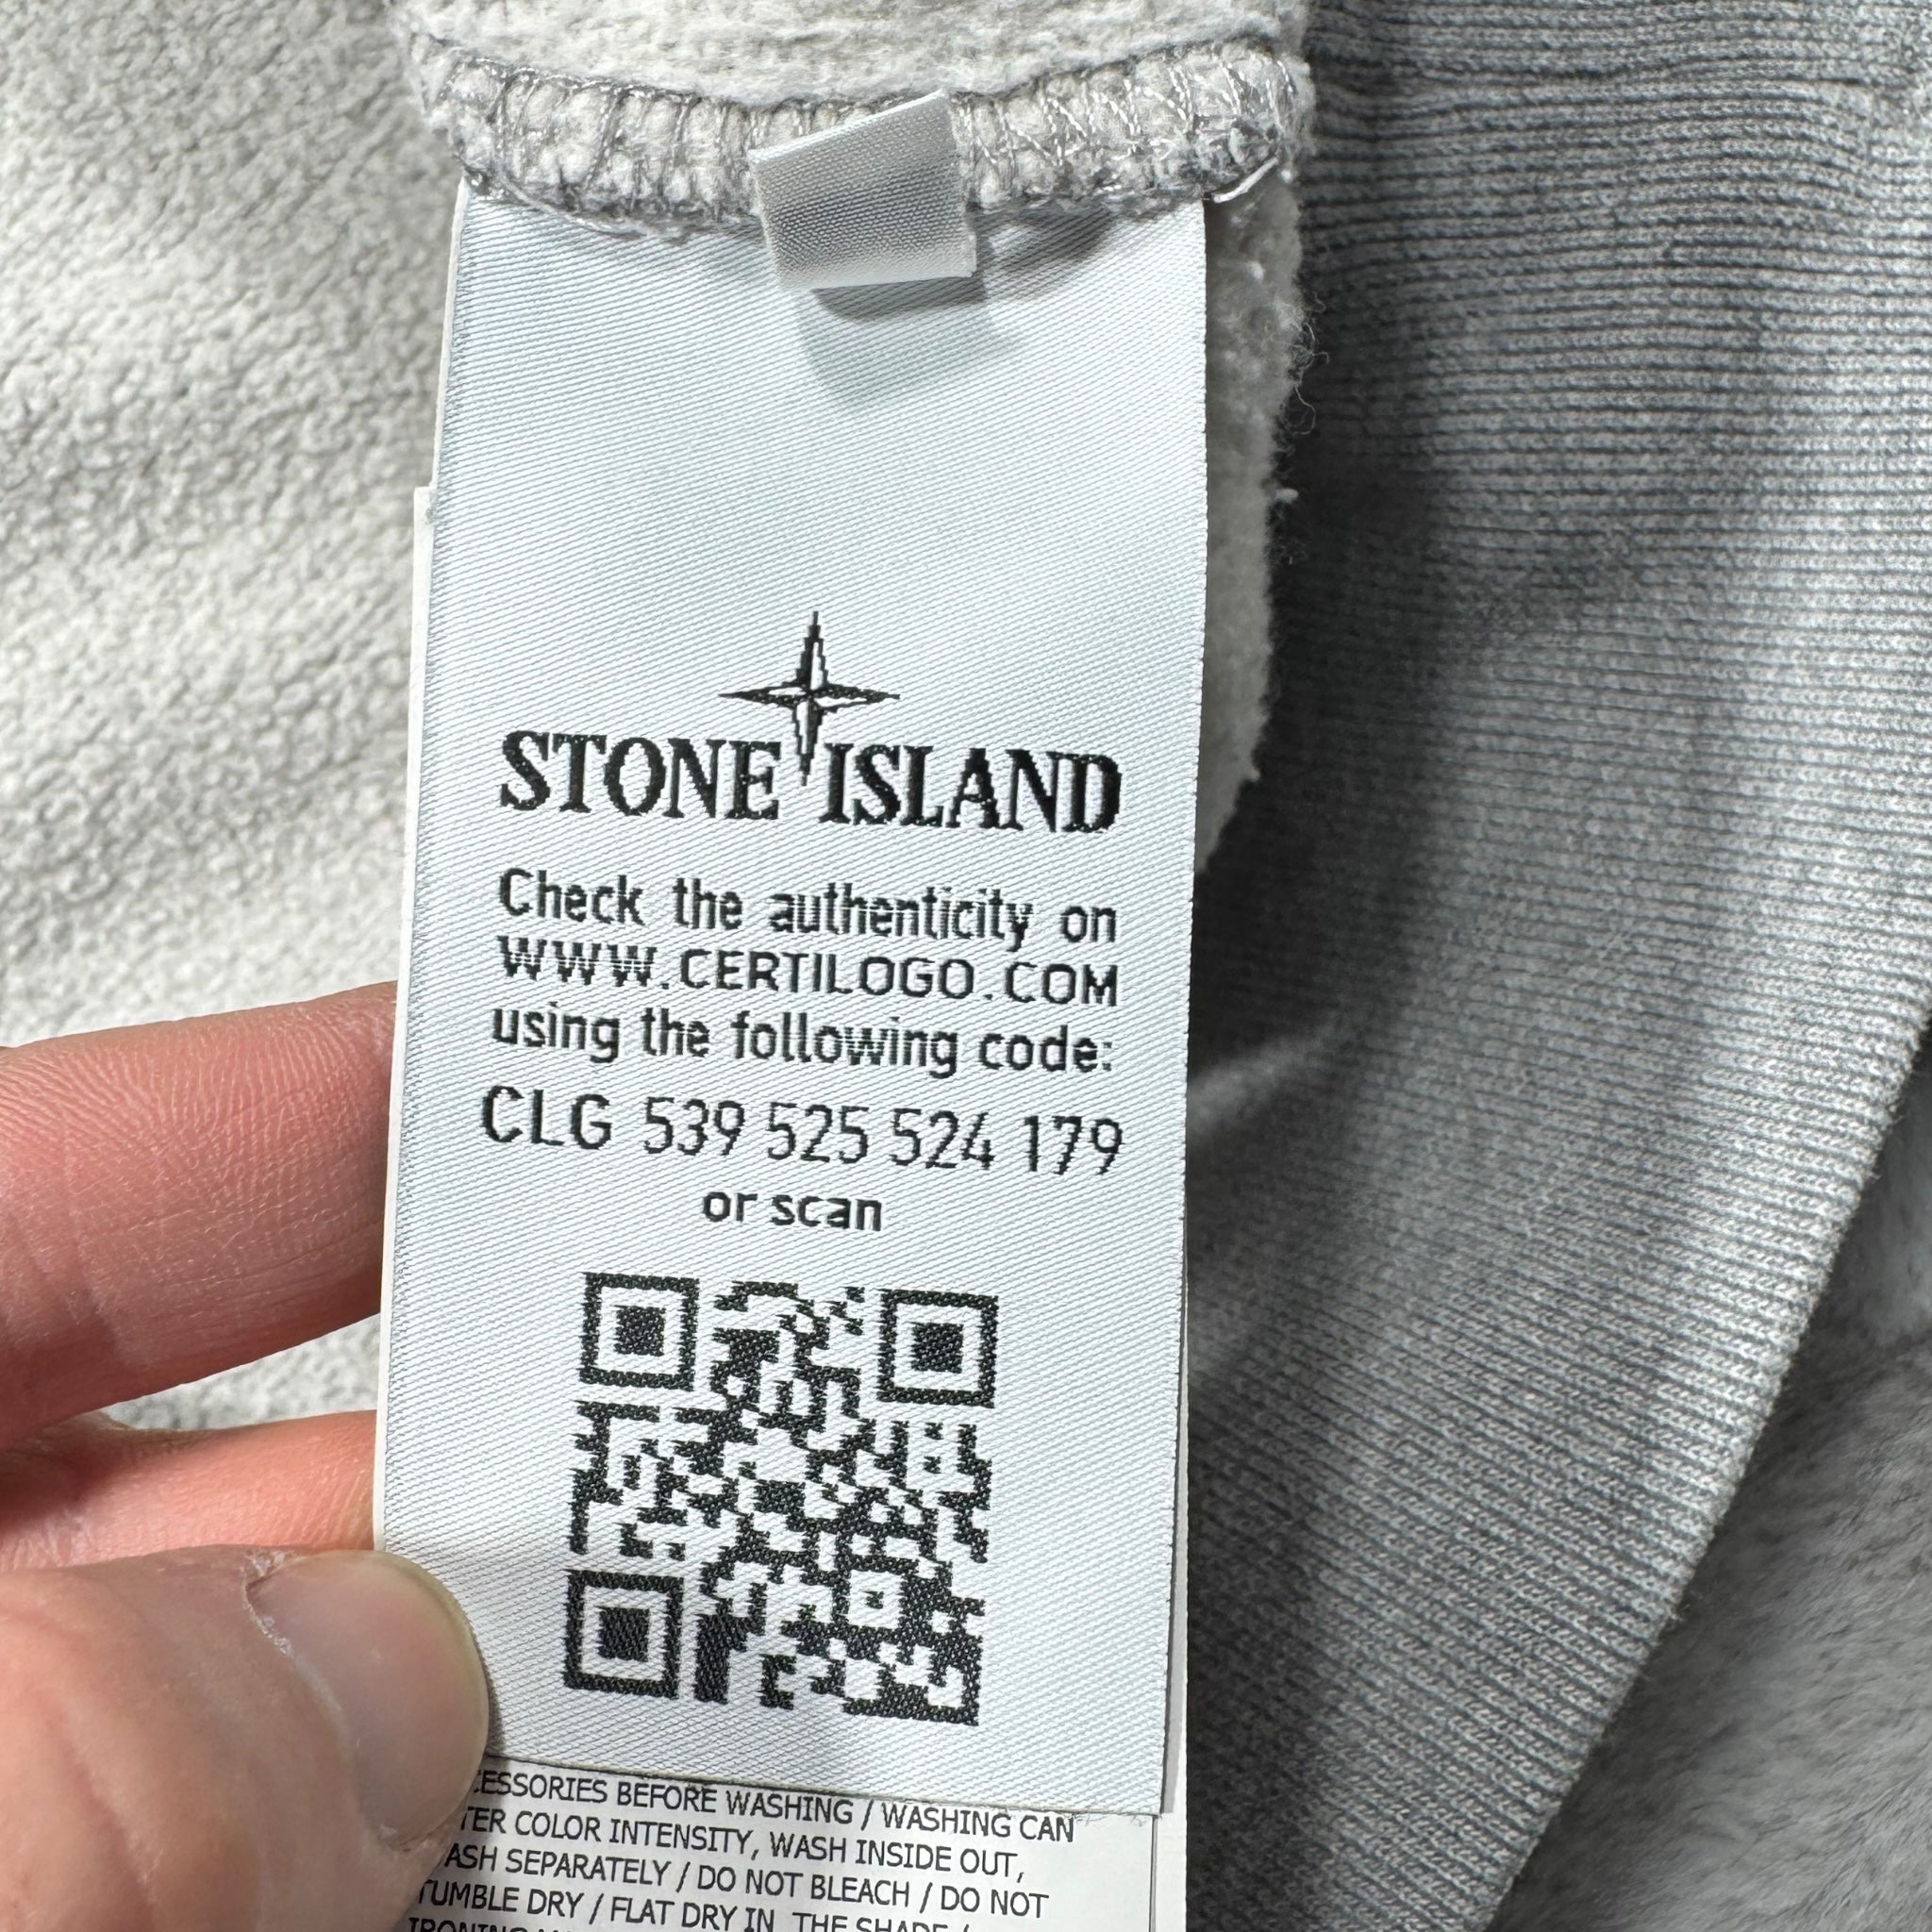 STONE ISLAND
Check the authenticity on
WWW.CERTILOGO.COM
using the following code:
CLG 539 525 524 179
or scan
CESSORIES BEFORE WASHING / WASHING CAN
TER COLOR INTENSITY, WASH INSIDE OUT,
ASH SEPARATELY / DO NOT BLEACH / DO NOT
TUMBLE DRY / FLAT DRY IN THE SHADE /